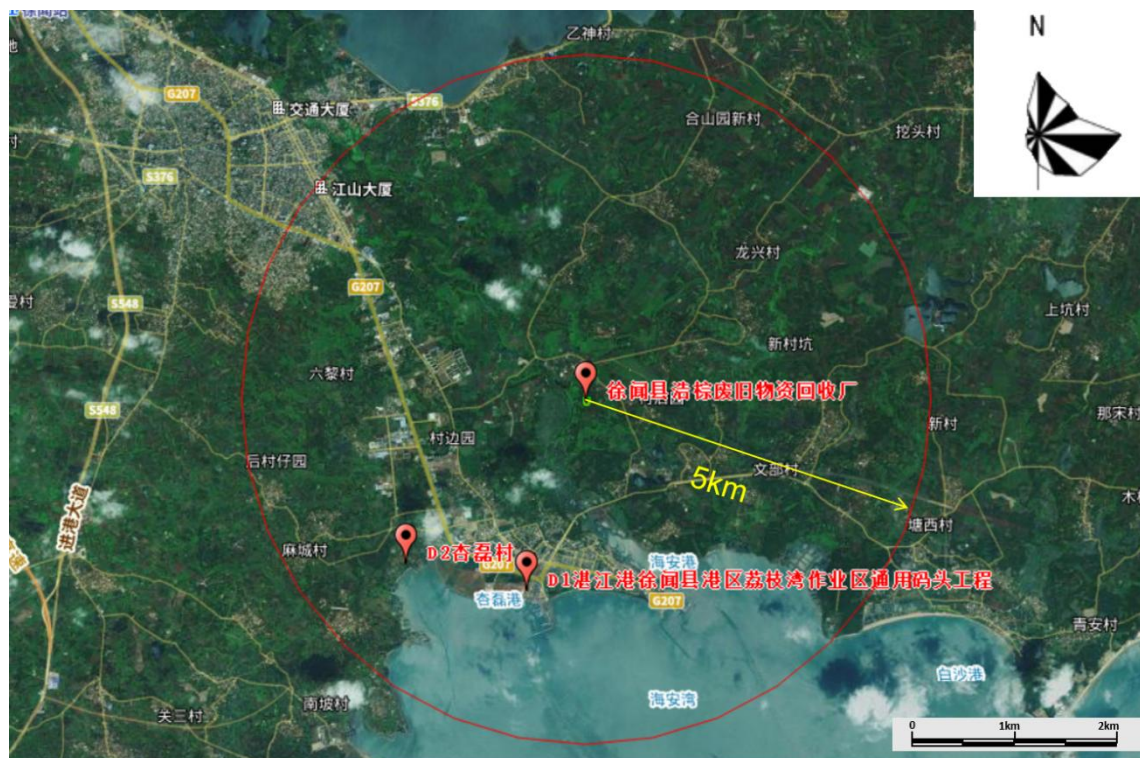 徐闻站
乙神村
N
G207
交通大厦
S376
合山园新村
挖头村
S376
江山大厦
龙兴村
G207
S548
上坑村
新村坑
六黎村
徐闻县浩棕废旧物资回收厂
S548
那宋村
新村
村边园
后村仔园
文部村
5km
进港大道
塘西村
麻城村
D2杏磊村
G207
海安港
D1湛江港徐闻县港区荔枝湾作业区通用码头工程
杏磊港
G207
青安村
白沙港
南坡村
海安湾
关三村
0 1km 2km